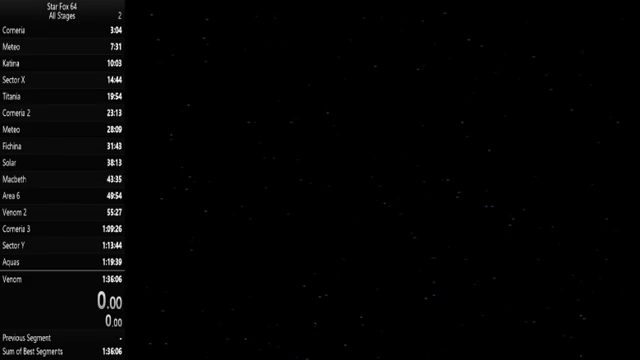 Star Fox 64
All Stages 2
Corneria 3:04
Meteo 7:31
Katina 10:03
Sector X 14:44
Titania 19:54
Corneria 2 23:13
Meteo 28:09
Fichina 31:43
Solar 38:13
Macbeth 43:35
Area 6 49:54
Venom 2 55:27
Corneria 3 1:09:26
Sector Y 1:13:44
Aquas 1:19:39
Venom 1:36:06
0.00
0.00
Previous Segment -
Sum of Best Segments 1:36:06